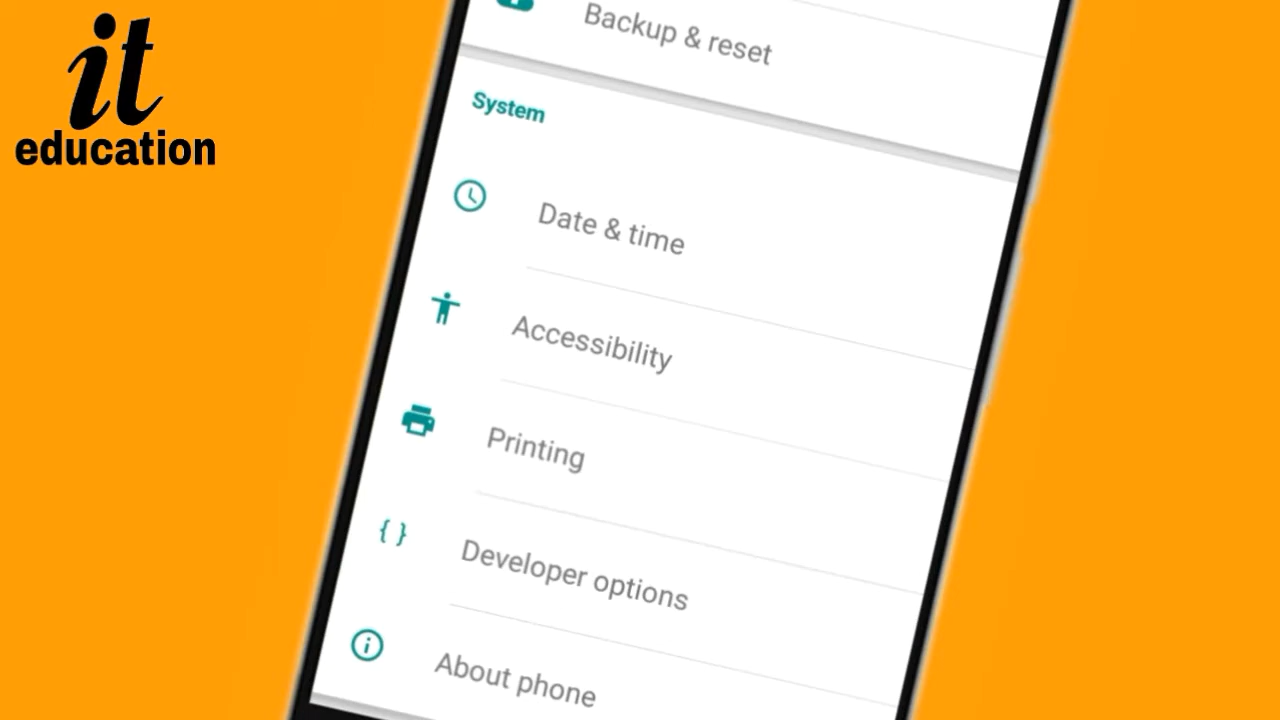 it
education
Backup & reset
System
Date & time
Accessibility
Printing
Developer options
About phone